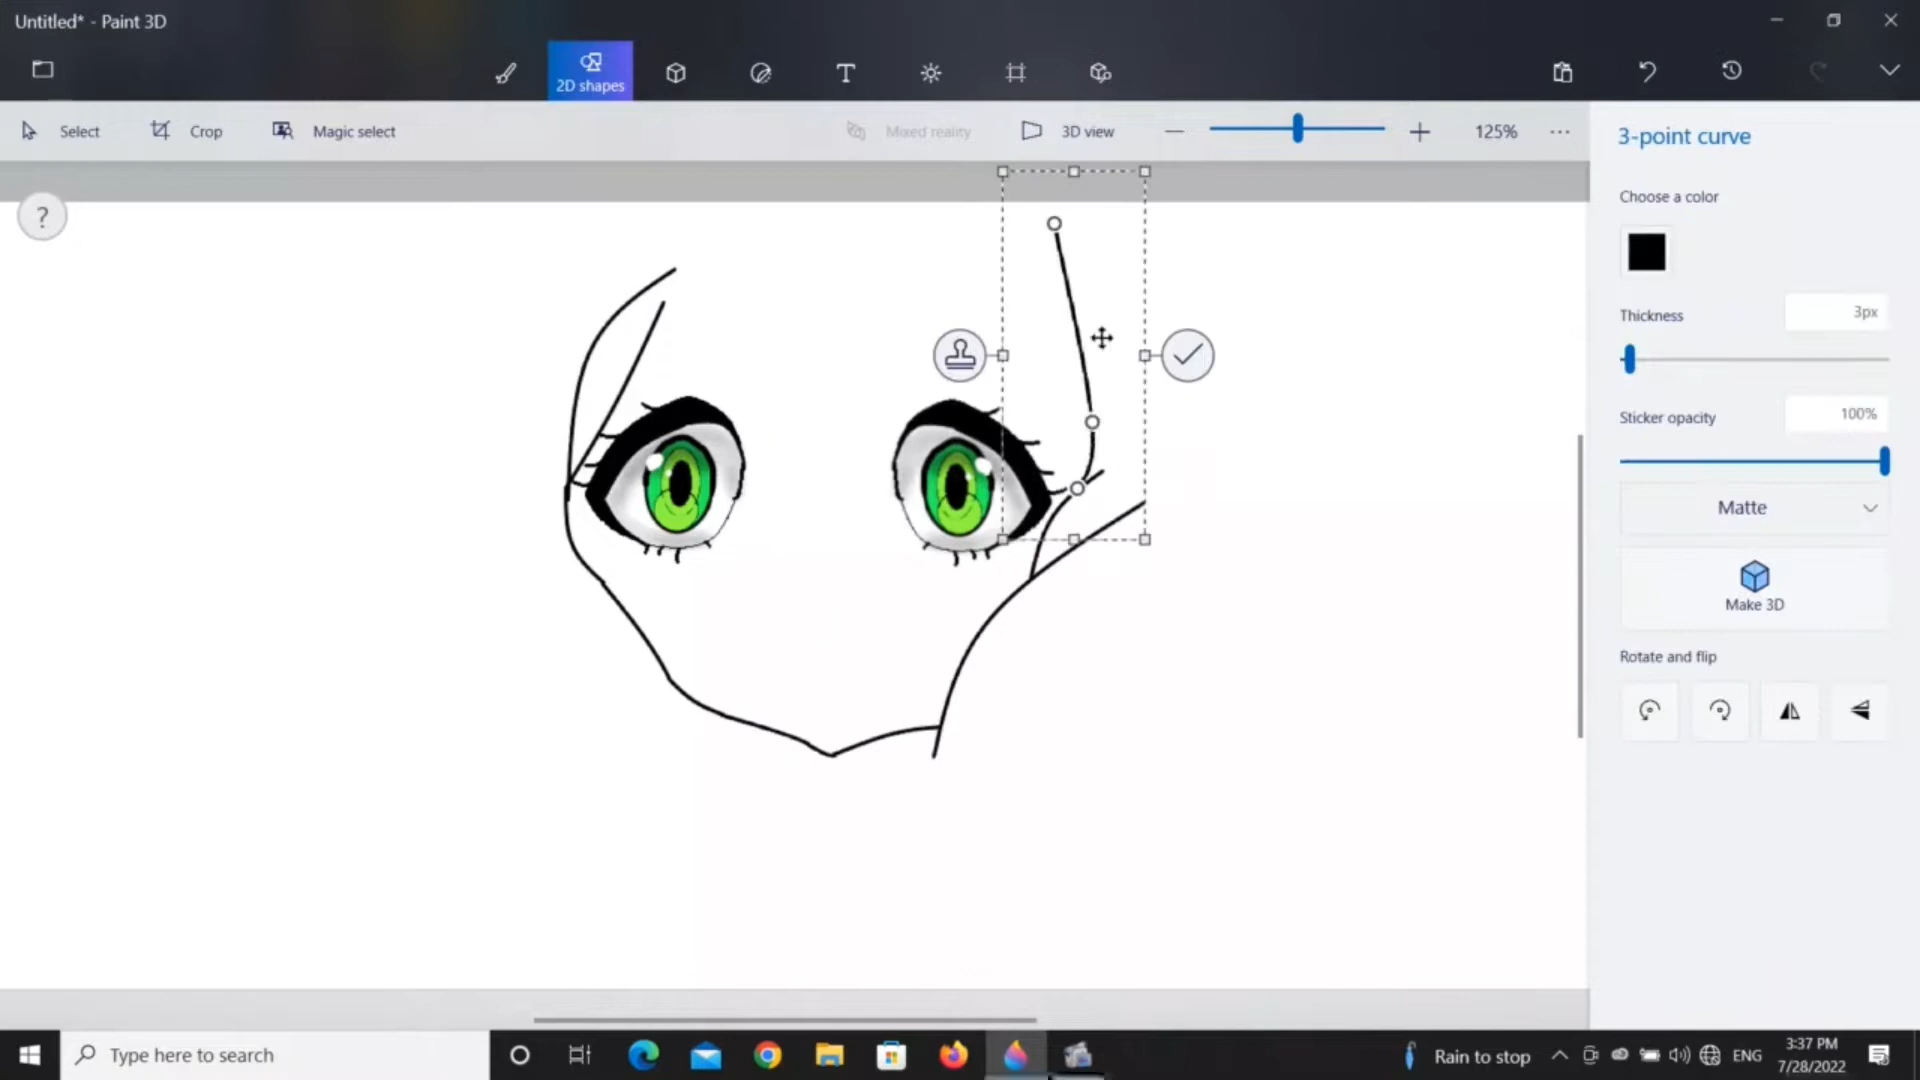 Untitled* - Paint 3D
2D shapes
Select
Crop
Magic select
Mixed reality
3D view
125%
3-point curve
Choose a color
Thickness
3px
Sticker opacity
100%
Matte
Make 3D
Rotate and flip
?
Type here to search
Rain to stop
ENG
3:37 PM
7/28/2022